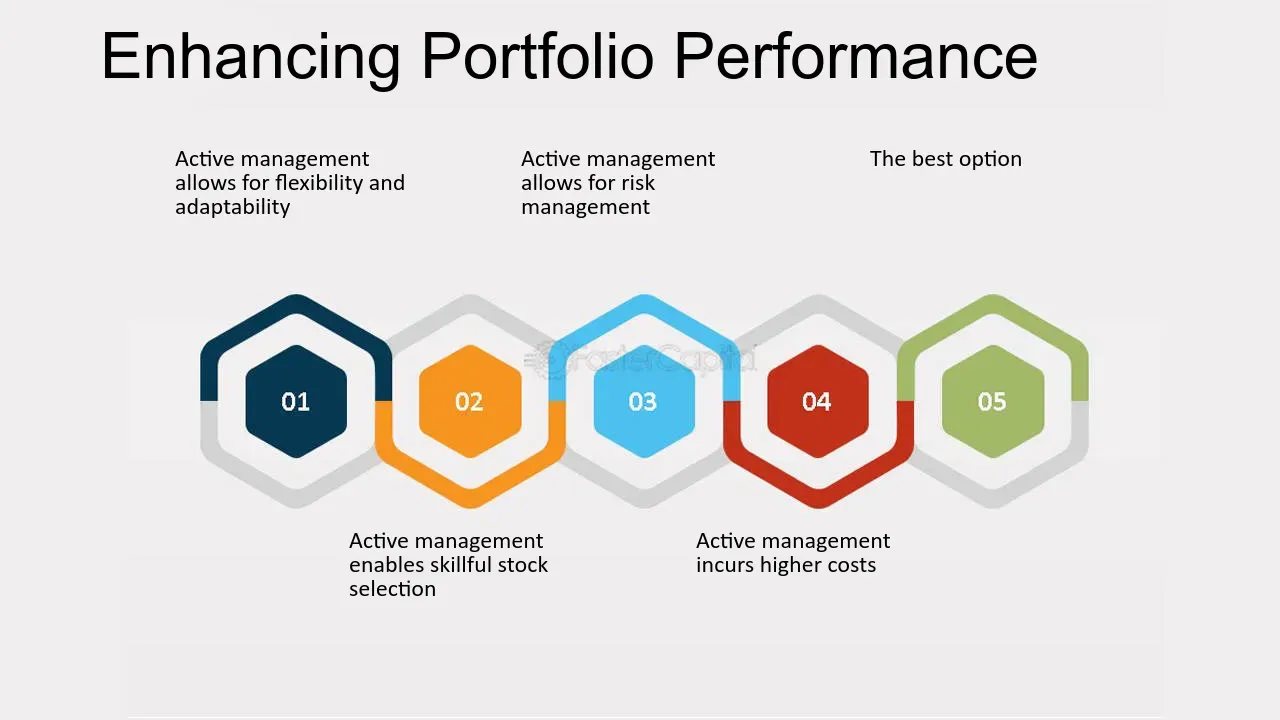 Enhancing Portfolio Performance
Active management
allows for flexibility and
adaptability
Active management
allows for risk
management
The best option
01
02
03
04
05
FasterCapital
Active management
enables skillful stock
selection
Active management
incurs higher costs